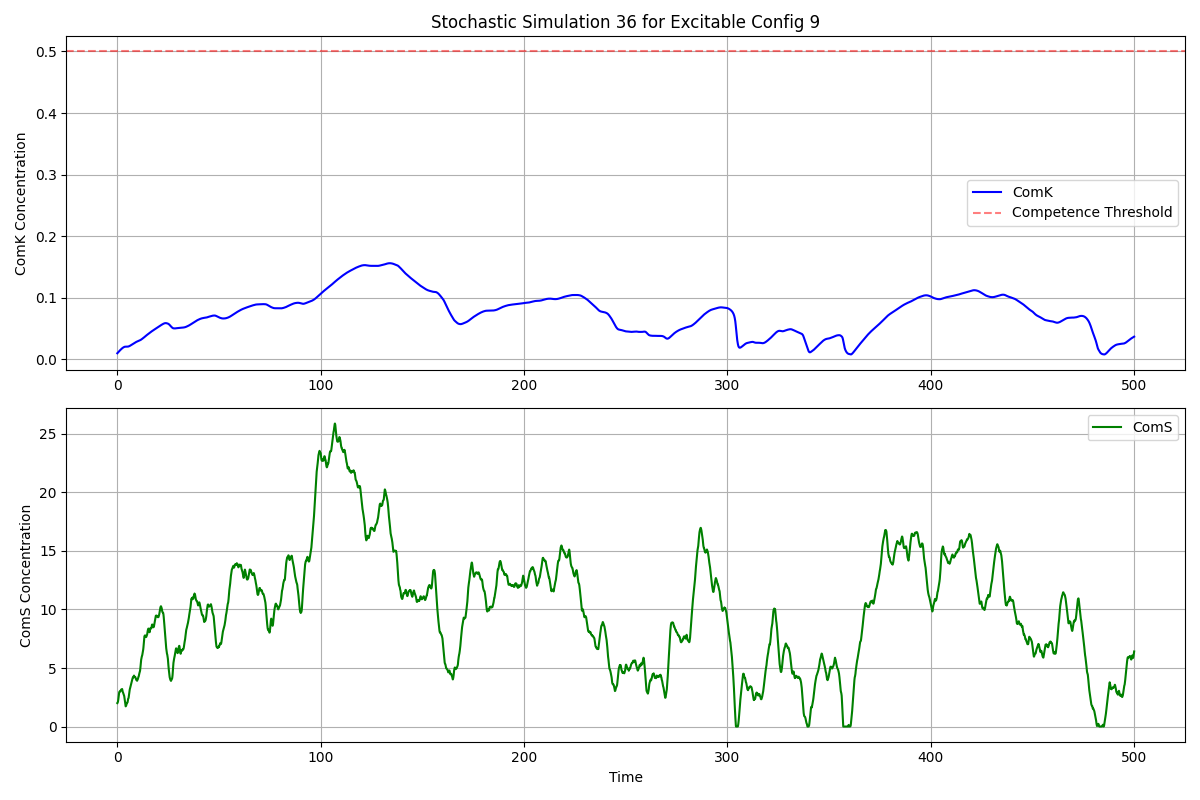 Stochastic Simulation 36 for Excitable Config 9
ComK Concentration
0.5
0.4
0.3
0.2
0.1
0.0
ComK
Competence Threshold
0 100 200 300 400 500
ComS Concentration
25
20
15
10
5
0
ComS
0 100 200 300 400 500
Time